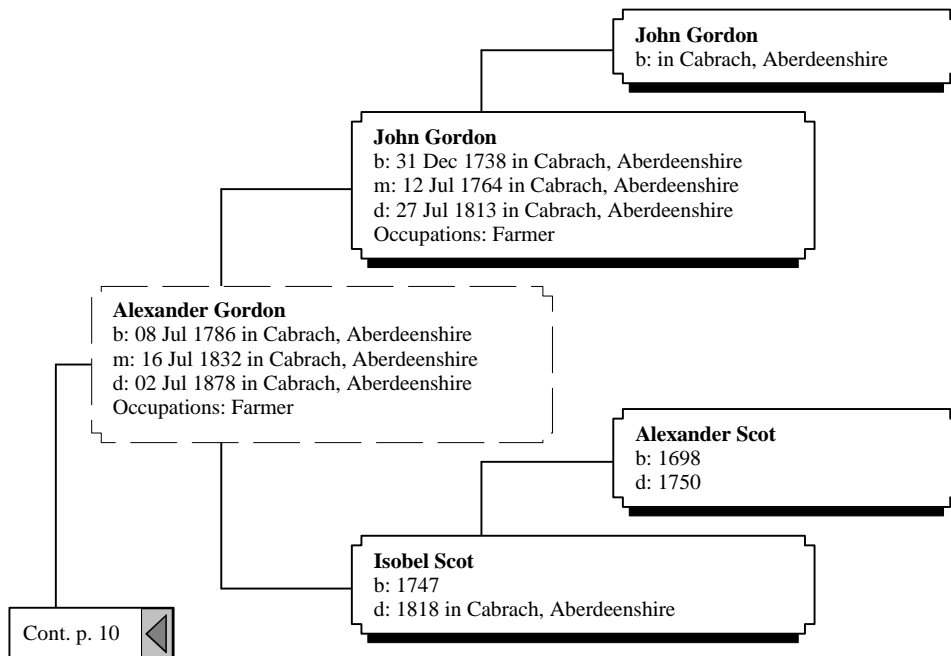 John Gordon
b: in Cabrach, Aberdeenshire
John Gordon
b: 31 Dec 1738 in Cabrach, Aberdeenshire
m: 12 Jul 1764 in Cabrach, Aberdeenshire
d: 27 Jul 1813 in Cabrach, Aberdeenshire
Occupations: Farmer
Alexander Gordon
b: 08 Jul 1786 in Cabrach, Aberdeenshire
m: 16 Jul 1832 in Cabrach, Aberdeenshire
d: 02 Jul 1878 in Cabrach, Aberdeenshire
Occupations: Farmer
Alexander Scot
b: 1698
d: 1750
Isobel Scot
b: 1747
d: 1818 in Cabrach, Aberdeenshire
Cont. p. 10